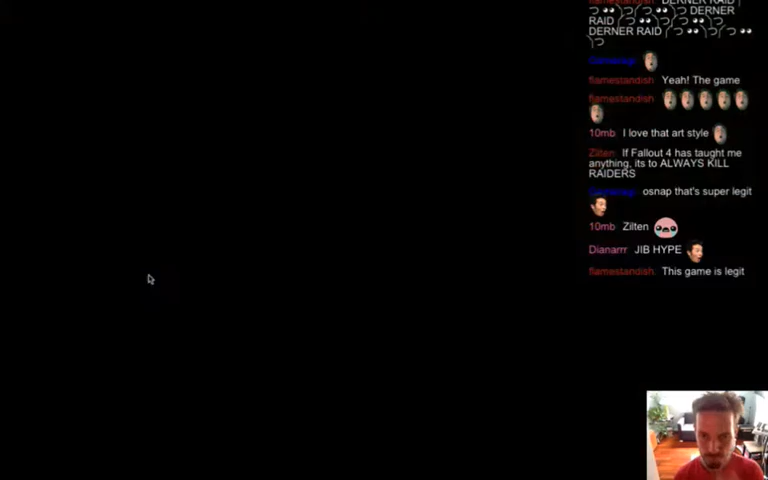 DERNER RAID
つ DERNER
RAID
DERNER RAID
つ
flamestandish Yeah! The game
flamestandish
10mb I love that art style
Zilten If Fallout 4 has taught me
anything, its to ALWAYS KILL
RAIDERS
osnap that's super legit
10mb Zilten
Dianarrr JIB HYPE
flamestandish This game is legit